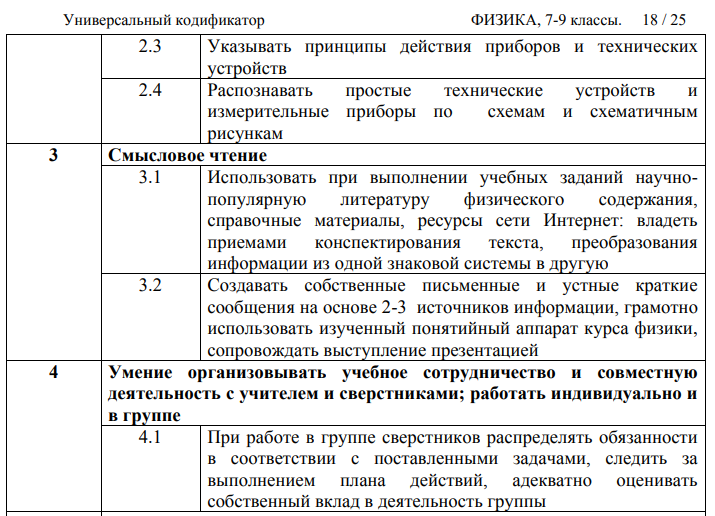 Универсальный кодификатор ФИЗИКА, 7-9 классы. 18 / 25
2.3 Указывать принципы действия приборов и технических
устройств
2.4 Распознавать простые технические устройств и
измерительные приборы по схемам и схематичным
рисункам
3 Смысловое чтение
3.1 Использовать при выполнении учебных заданий научно-
популярную литературу физического содержания,
справочные материалы, ресурсы сети Интернет: владеть
приемами конспектирования текста, преобразования
информации из одной знаковой системы в другую
3.2 Создавать собственные письменные и устные краткие
сообщения на основе 2-3 источников информации, грамотно
использовать изученный понятийный аппарат курса физики,
сопровождать выступление презентацией
4 Умение организовывать учебное сотрудничество и совместную
деятельность с учителем и сверстниками; работать индивидуально и
в группе
4.1 При работе в группе сверстников распределять обязанности
в соответствии с поставленными задачами, следить за
выполнением плана действий, адекватно оценивать
собственный вклад в деятельность группы